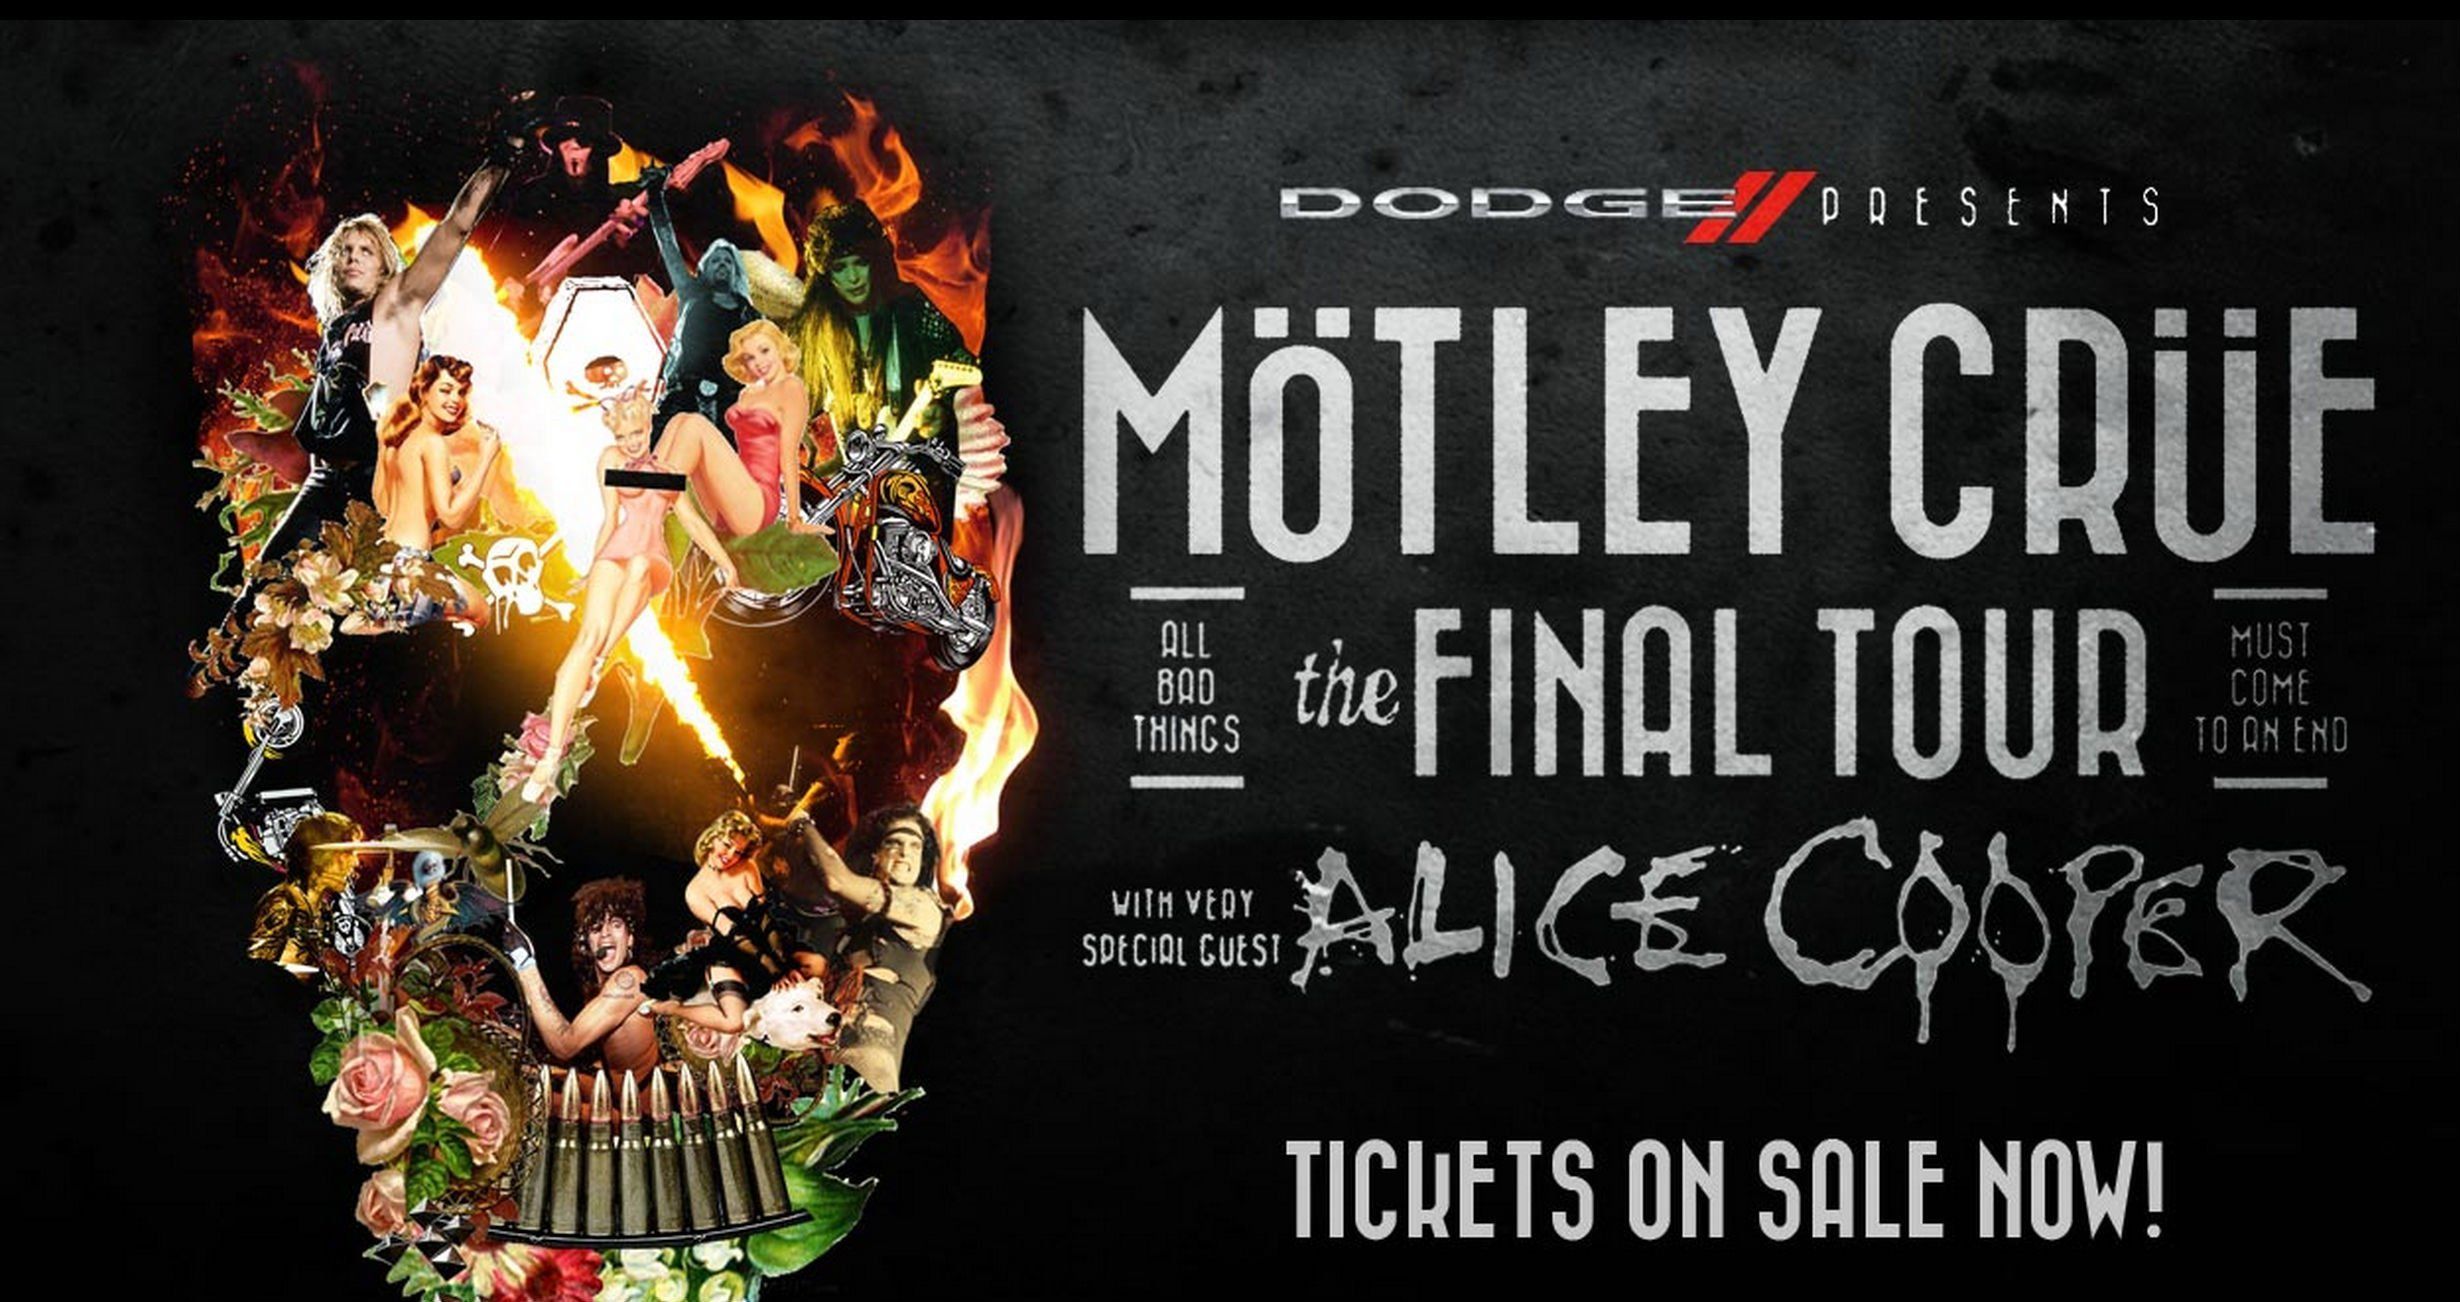 DODGE PRESENTS
MÖTLEY CRÜE
ALL
BAD
THINGS
the FINAL TOUR
MUST
COME
TO AN END
WITH VERY
SPECIAL GUEST
ALICE COOPER
TICKETS ON SALE NOW!